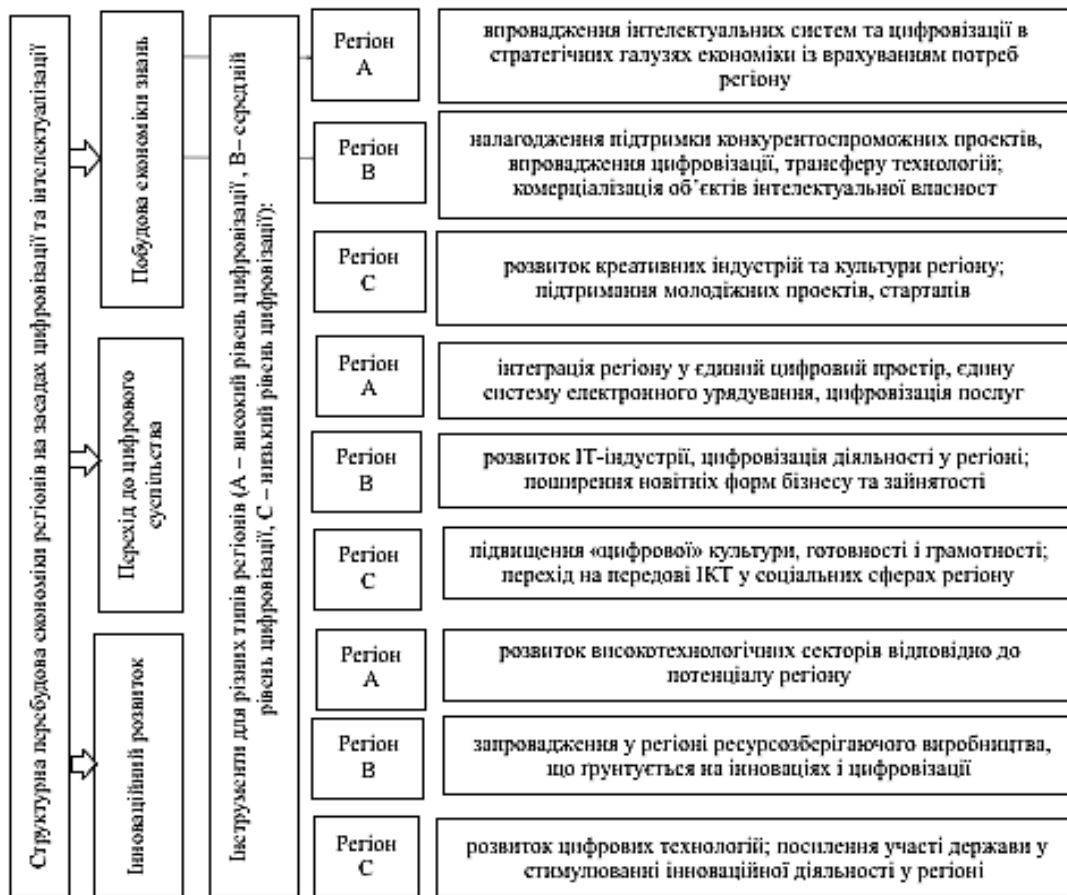 Структурна перебудова економіки регіонів на засадах цифровізації та інтелектуалізації
Побудова економіки знань
Перехід до цифрового
суспільства
Інноваційний розвиток
Інструменти для різних типів регіонів (А – високий рівень цифровізації, В– середній
рівень цифровізації, С – низький рівень цифровізації):
Регіон
А
впровадження інтелектуальних систем та цифровізації в
стратегічних галузях економіки із врахуванням потреб
регіону
Регіон
В
налагодження підтримки конкурентоспроможних проектів,
впровадження цифровізації, трансферу технологій;
комерціалізація об’єктів інтелектуальної власност
Регіон
С
розвиток креативних індустрій та культури регіону;
підтримання молодіжних проектів, стартапів
Регіон
А
інтеграція регіону у єдиний цифровий простір, єдину
систему електронного урядування, цифровізація послуг
Регіон
В
розвиток ІТ-індустрії, цифровізація діяльності у регіоні;
поширення новітніх форм бізнесу та зайнятості
Регіон
С
підвищення «цифрової» культури, готовності і грамотності;
перехід на передові ІКТ у соціальних сферах регіону
Регіон
А
розвиток високотехнологічних секторів відповідно до
потенціалу регіону
Регіон
В
запровадження у регіоні ресурсозберігаючого виробництва,
що ґрунтується на інноваціях і цифровізації
Регіон
С
розвиток цифрових технологій; посилення участі держави у
стимулюванні інноваційної діяльності у регіоні